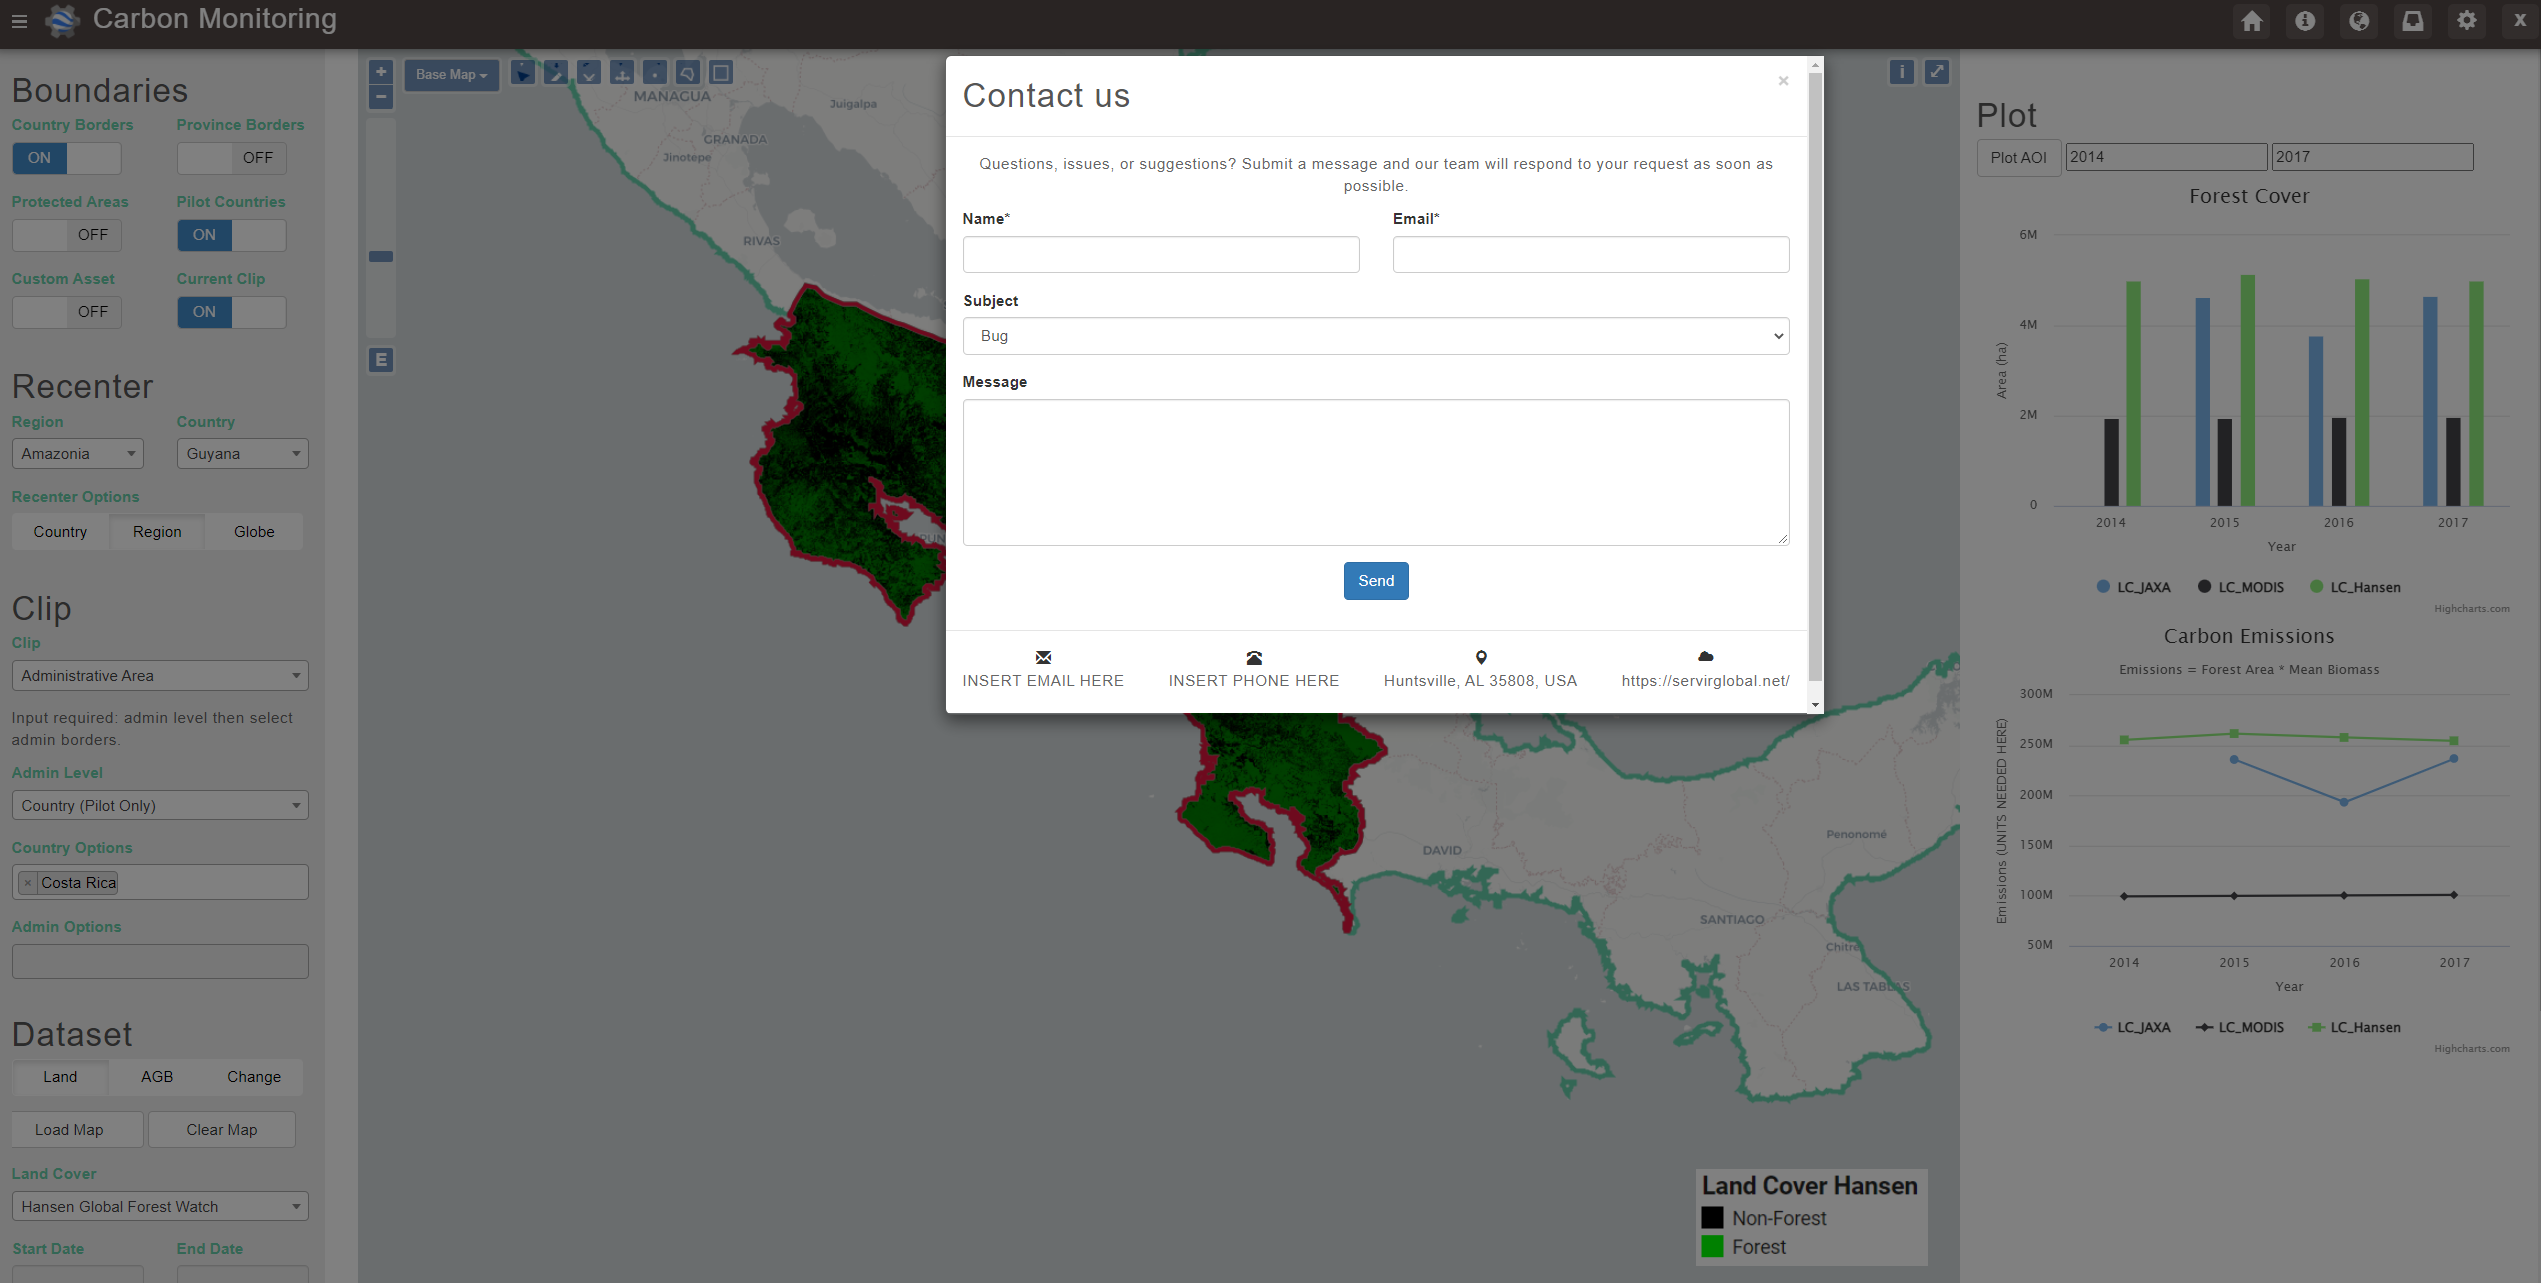 Carbon Monitoring
X
Boundaries
Country Borders Province Borders
ON OFF
Protected Areas Pilot Countries
OFF ON
Custom Asset Current Clip
OFF ON
Recenter
Region Country
Amazonia Guyana
Recenter Options
Country Region Globe
Clip
Clip
Administrative Area
Input required: admin level then select
admin borders.
Admin Level
Country (Pilot Only)
Country Options
× Costa Rica
Admin Options
Dataset
Land AGB Change
Load Map Clear Map
Land Cover
Hansen Global Forest Watch
Start Date End Date
+
−
Base Map
E
i
MANAGUA
Juigalpa
GRANADA
Jinotepe
RIVAS
PUN
DAVID
Penonomé
SANTIAGO
Chitre
LAS TABLAS
Contact us
×
Questions, issues, or suggestions? Submit a message and our team will respond to your request as soon as
possible.
Name* Email*
Subject
Bug
Message
Send
INSERT EMAIL HERE INSERT PHONE HERE Huntsville, AL 35808, USA https://servirglobal.net/
Land Cover Hansen
Non-Forest
Forest
Plot
Plot AOI 2014 2017
Forest Cover
6M
4M
2M
0
Area (ha)
2014 2015 2016 2017
Year
LC_JAXA LC_MODIS LC_Hansen
Highcharts.com
Carbon Emissions
Emissions = Forest Area * Mean Biomass
300M
250M
200M
150M
100M
50M
Emissions (UNITS NEEDED HERE)
2014 2015 2016 2017
Year
LC_JAXA LC_MODIS LC_Hansen
Highcharts.com